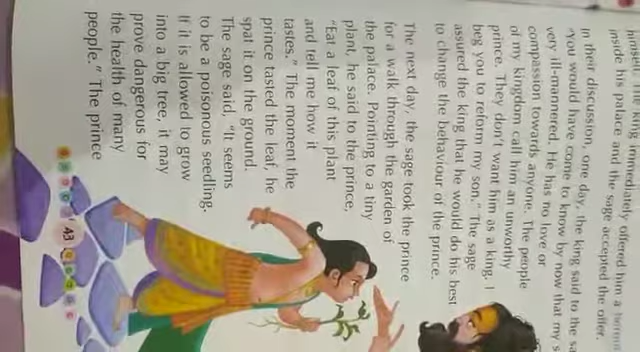 himself. The king immediately offered him a
inside his palace and the sage accepted the offer.
In their discussion, one day, the king said to the
"You would have come to know by now that my
very ill-mannered. He has no love or
compassion towards anyone. The people
of my kingdom call him an unworthy
prince. They don't want him as a king. I
beg you to reform my son." The sage
assured the king that he would do his best
to change the behaviour of the prince.
The next day, the sage took the prince
for a walk through the garden of
the palace. Pointing to a tiny
plant, he said to the prince,
"Eat a leaf of this plant
and tell me how it
tastes." The moment the
prince tasted the leaf, he
spat it on the ground.
The sage said, "It seems
to be a poisonous seedling.
If it is allowed to grow
into a big tree, it may
prove dangerous for
the health of many
people." The prince
43